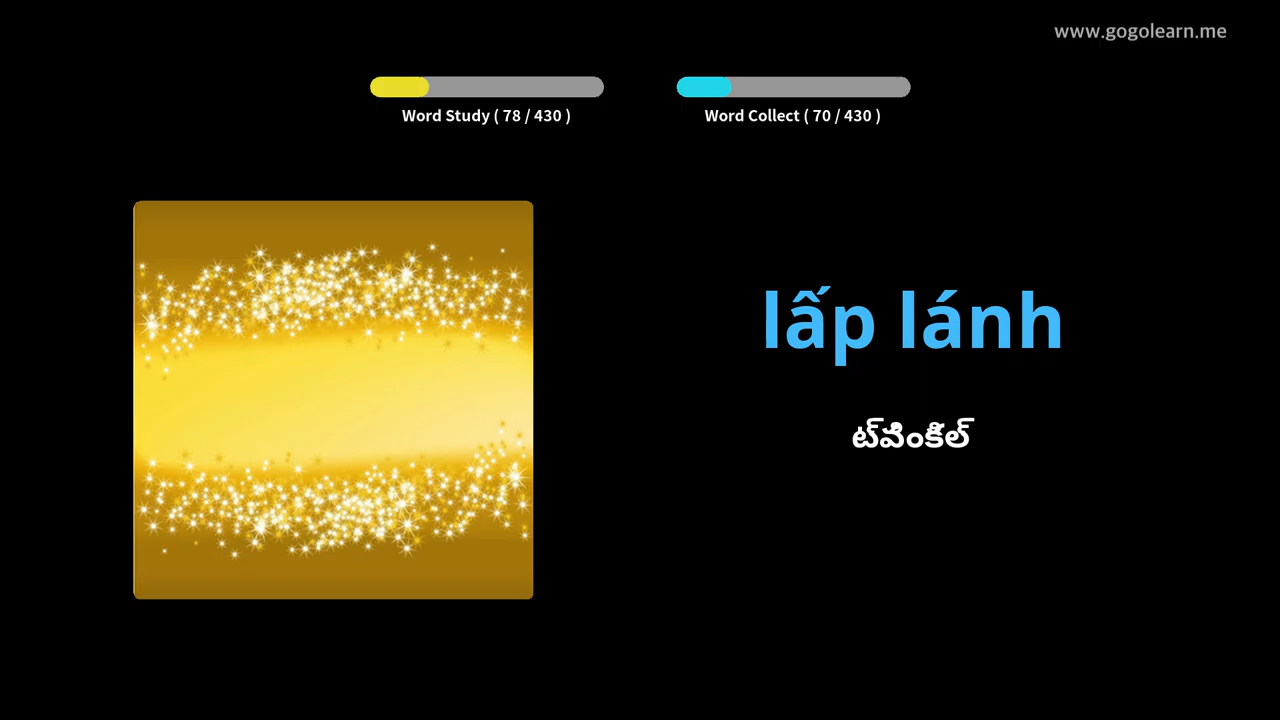 www.gogolearn.me
Word Study ( 78 / 430 )
Word Collect ( 70 / 430 )
lấp lánh
ట్వింకిల్